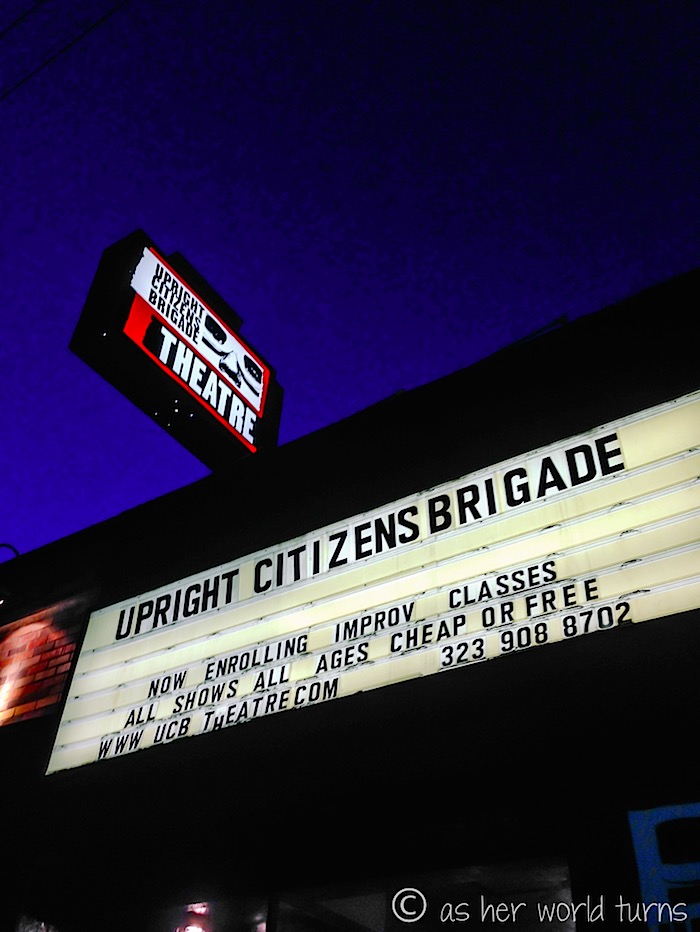 UPRIGHT
CITIZENS
BRIGADE
THEATRE
UPRIGHT CITIZENS BRIGADE
NOW ENROLLING IMPROV CLASSES
ALL SHOWS ALL AGES CHEAP OR FREE
WWW UCB THEATRE.COM 323 908 8702
© as her world turns